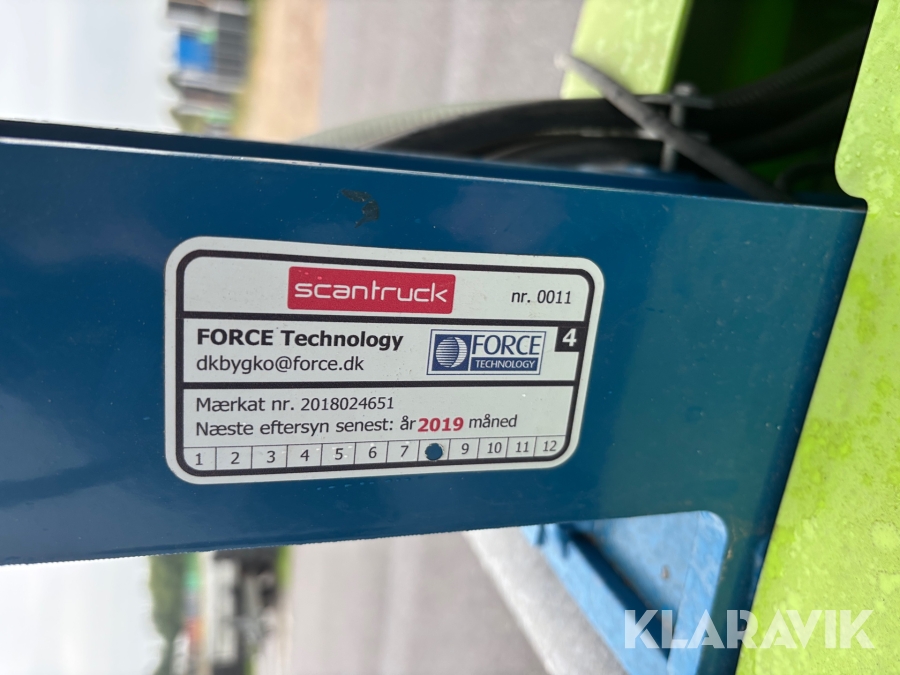 scantruck
nr. 0011
FORCE Technology
dkbygko@force.dk
FORCE
TECHNOLOGY
4
Mærkat nr. 2018024651
Næste eftersyn senest: år 2019 måned
1 2 3 4 5 6 7 9 10 11 12
KLARAVIK